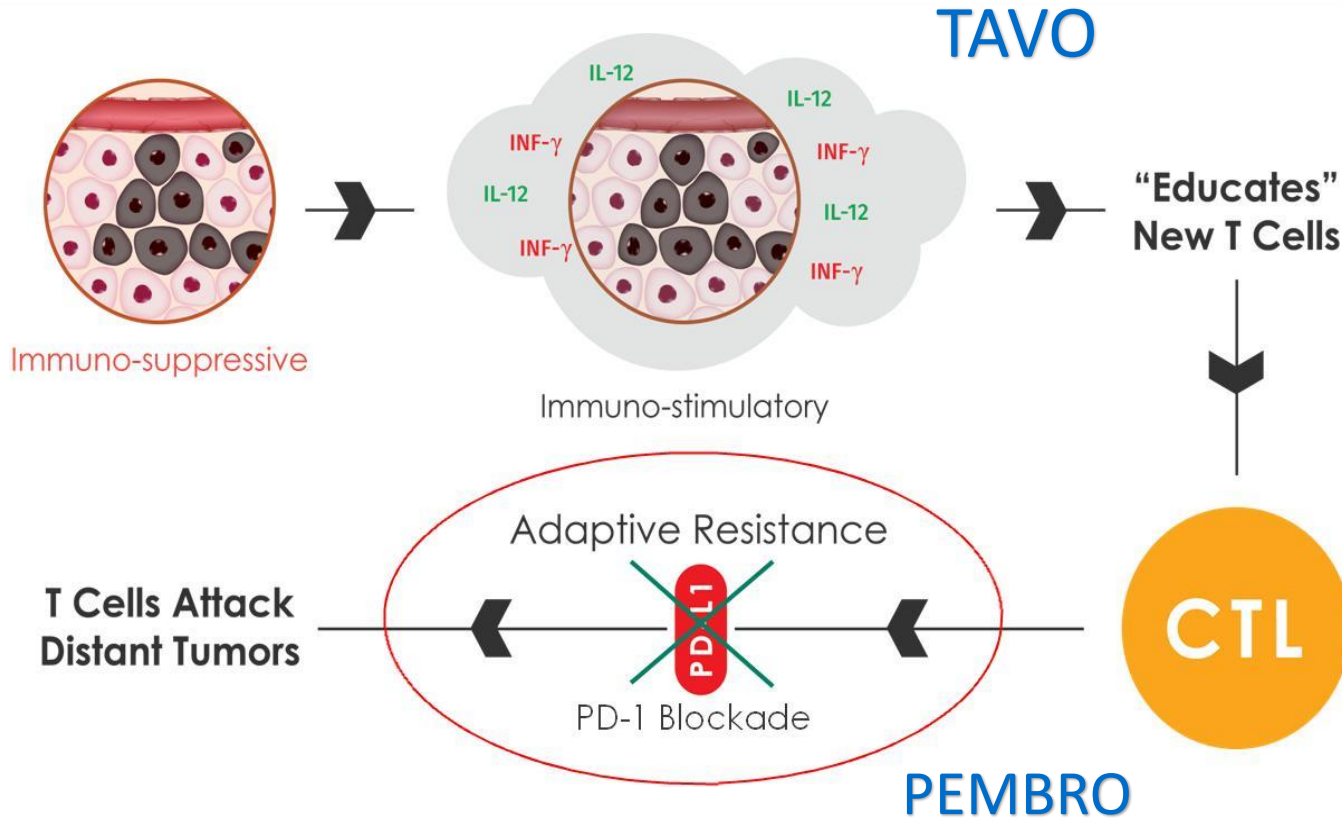 TAVO
IL-12
IL-12
INF-γ
INF-γ
IL-12
IL-12
INF-γ
INF-γ
Immuno-suppressive
Immuno-stimulatory
“Educates”
New T Cells
CTL
Adaptive Resistance
PD-L1
PD-1 Blockade
T Cells Attack
Distant Tumors
PEMBRO